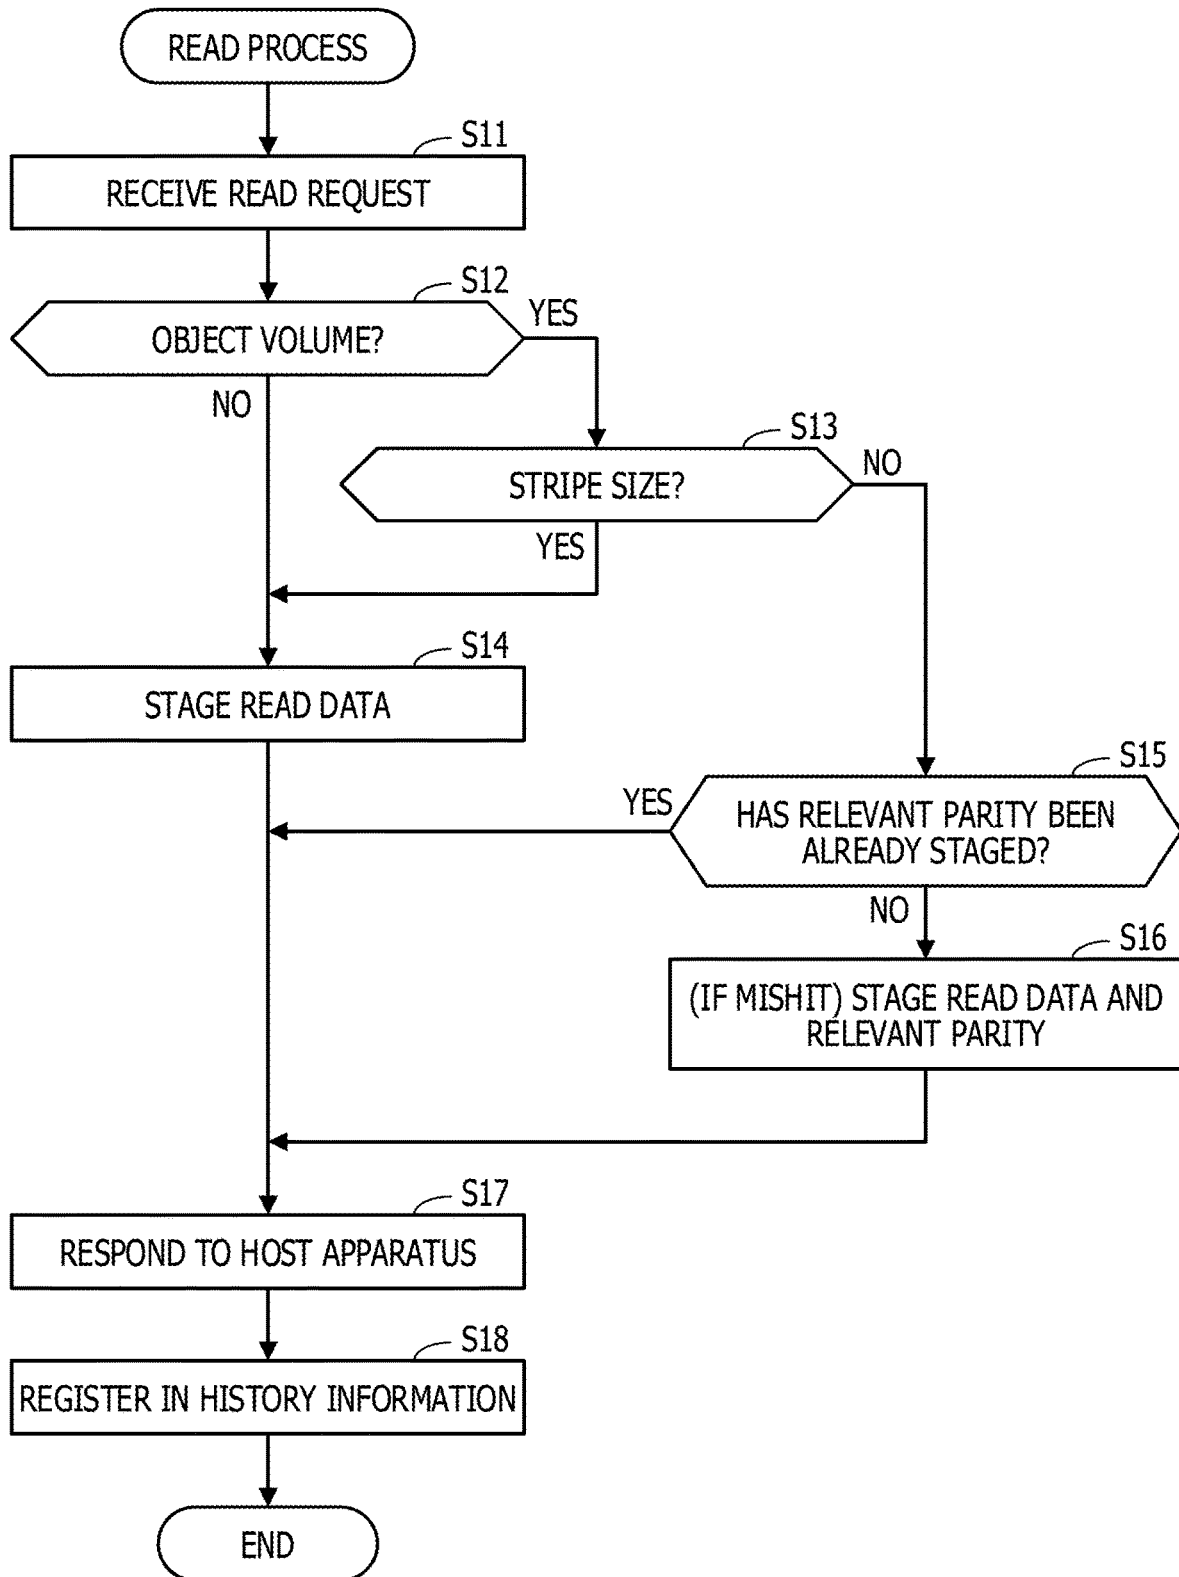 READ PROCESS
S11
RECEIVE READ REQUEST
S12
OBJECT VOLUME?
YES
NO
S13
STRIPE SIZE?
NO
YES
S14
STAGE READ DATA
S15
YES
HAS RELEVANT PARITY BEEN
ALREADY STAGED?
NO
S16
(IF MISHIT) STAGE READ DATA AND
RELEVANT PARITY
S17
RESPOND TO HOST APPARATUS
S18
REGISTER IN HISTORY INFORMATION
END